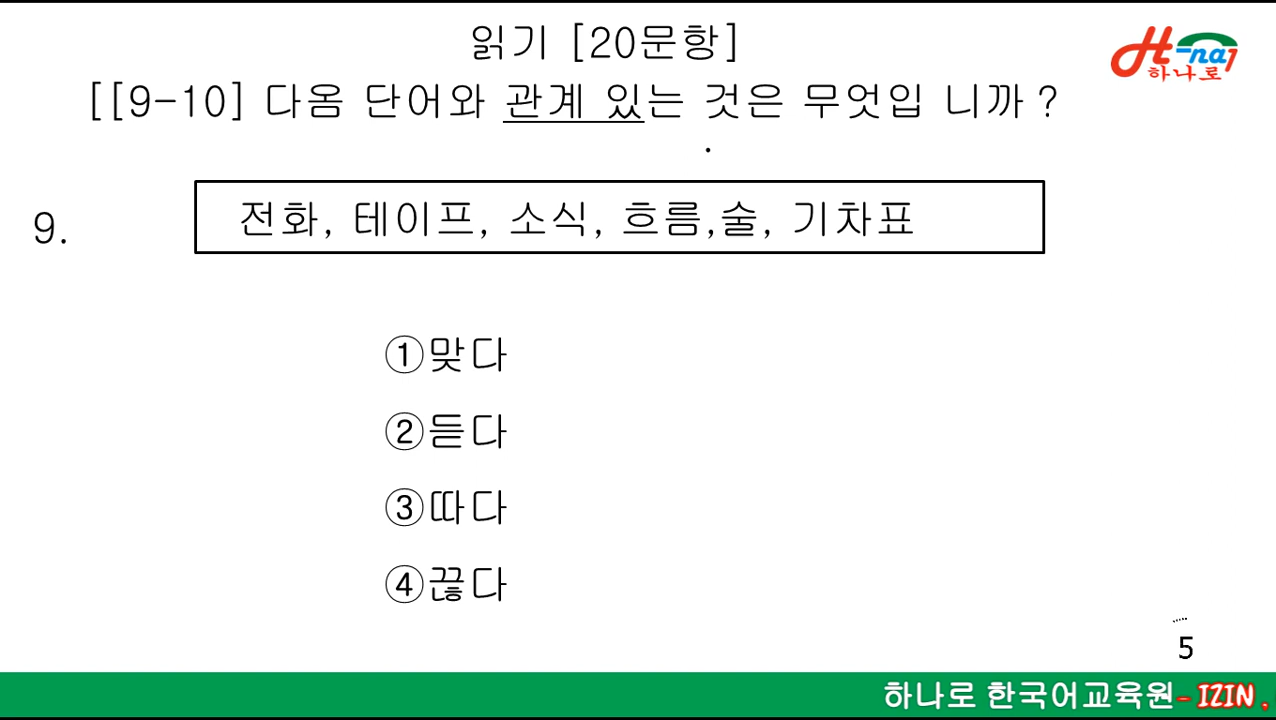 읽기 [20문항]
H-na1
하나로
[[9-10] 다옴 단어와 관계 있는 것은 무엇입 니까 ?
.
9.
전화, 테이프, 소식, 흐름,술, 기차표
①맞다
②듣다
③따다
④끊다
5
하나로 한국어교육원 - IZIN .